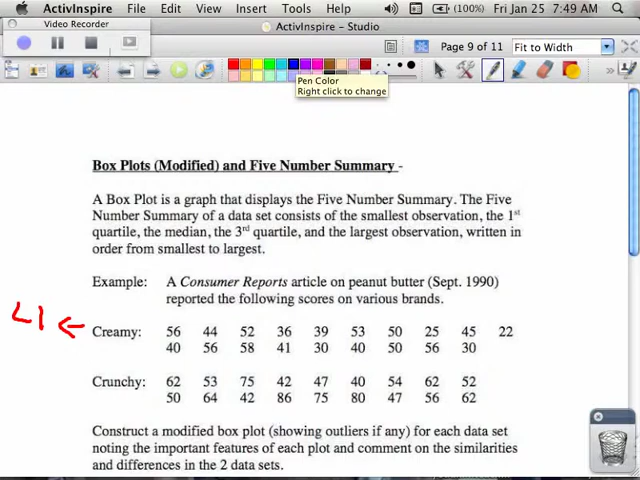 ActivInspire File Edit View Insert Tools Help (100%) Fri Jan 25 7:49 AM
Video Recorder
ActivInspire - Studio
Page 9 of 11 Fit to Width
Pen Color
Right click to change
Box Plots (Modified) and Five Number Summary -
A Box Plot is a graph that displays the Five Number Summary. The Five
Number Summary of a data set consists of the smallest observation, the 1st
quartile, the median, the 3rd quartile, and the largest observation, written in
order from smallest to largest.
Example: A Consumer Reports article on peanut butter (Sept. 1990)
reported the following scores on various brands.
L1 ←
Creamy: 56 44 52 36 39 53 50 25 45 22
40 56 58 41 30 40 50 56 30
Crunchy: 62 53 75 42 47 40 54 62 52
50 64 42 86 75 80 47 56 62
Construct a modified box plot (showing outliers if any) for each data set
noting the important features of each plot and comment on the similarities
and differences in the 2 data sets.